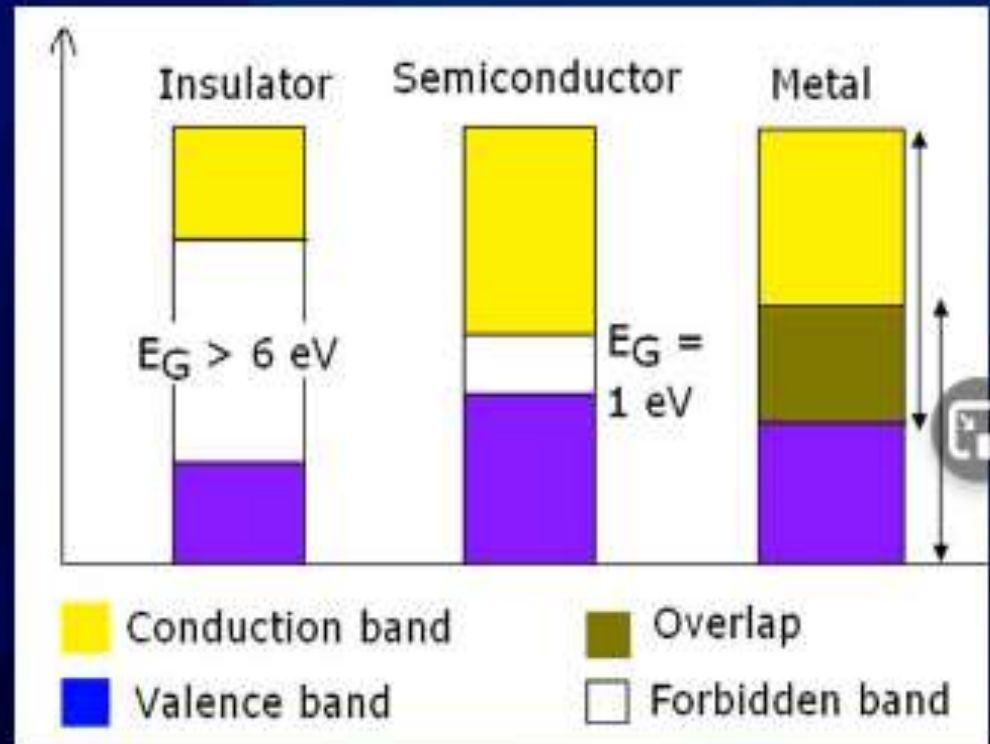 Insulator
Semiconductor
Metal
EG > 6 eV
EG =
1 eV
Conduction band
Overlap
Valence band
Forbidden band